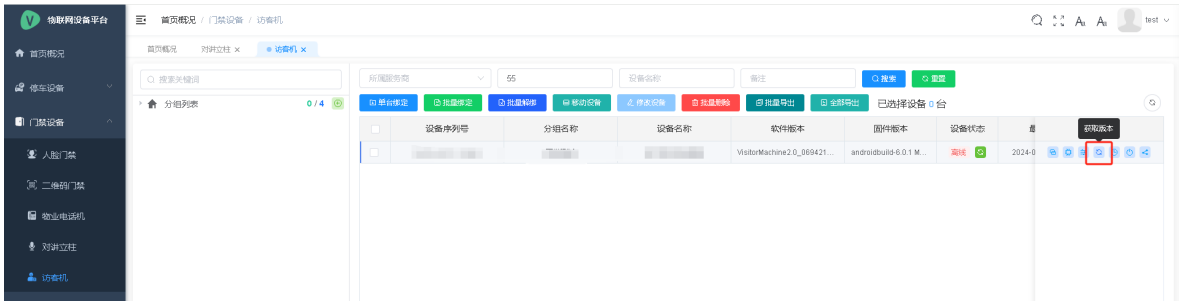 V 物联网设备平台
首页概况 / 门禁设备 / 访客机
test
首页概况
停车设备
门禁设备
人脸门禁
二维码门禁
物业电话机
对讲立柱
访客机
首页概况 对讲立柱 × 访客机 ×
搜索关键词
分组列表 0 / 4
所属服务商 55 设备名称 备注 搜索 重置
单台绑定 批量绑定 批量解绑 移动设备 修改设备 批量删除 批量导出 全部导出 已选择设备 0 台
获取版本
设备序列号 分组名称 设备名称 软件版本 固件版本 设备状态 最
VisitorMachine2.0_069421... androidbuild-6.0.1 M... 离线 2024-0